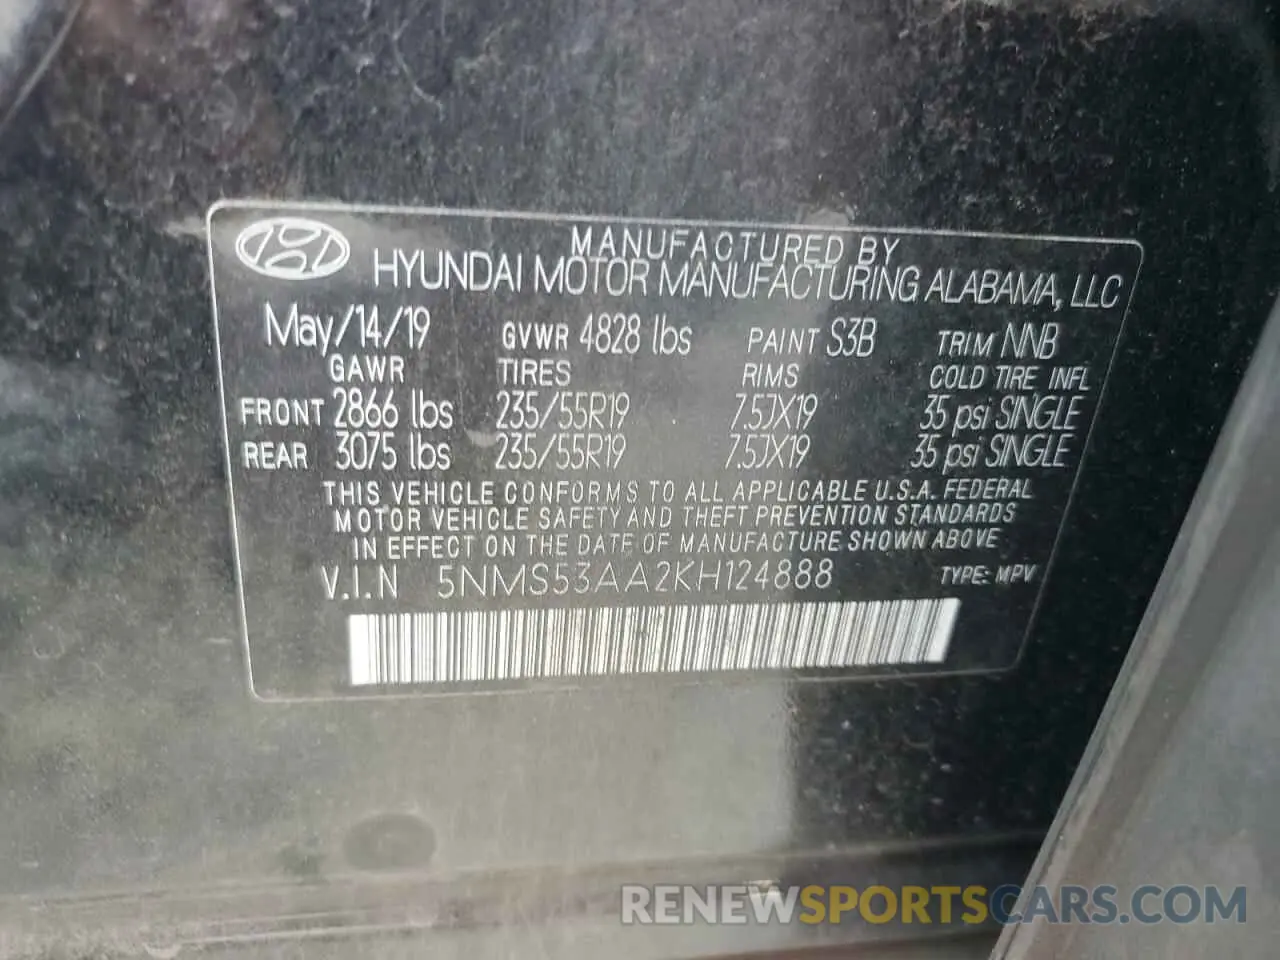 MANUFACTURED BY
HYUNDAI MOTOR MANUFACTURING ALABAMA, LLC
May/14/19 GVWR 4828 lbs PAINT S3B TRIM NNB
GAWR TIRES RIMS COLD TIRE INFL
FRONT 2866 lbs 235/55R19 7.5JX19 35 psi SINGLE
REAR 3075 lbs 235/55R19 7.5JX19 35 psi SINGLE
THIS VEHICLE CONFORMS TO ALL APPLICABLE U.S.A. FEDERAL
MOTOR VEHICLE SAFETY AND THEFT PREVENTION STANDARDS
IN EFFECT ON THE DATE OF MANUFACTURE SHOWN ABOVE
V.I.N 5NMS53AA2KH124888 TYPE: MPV
RENEWSPORTSCARS.COM